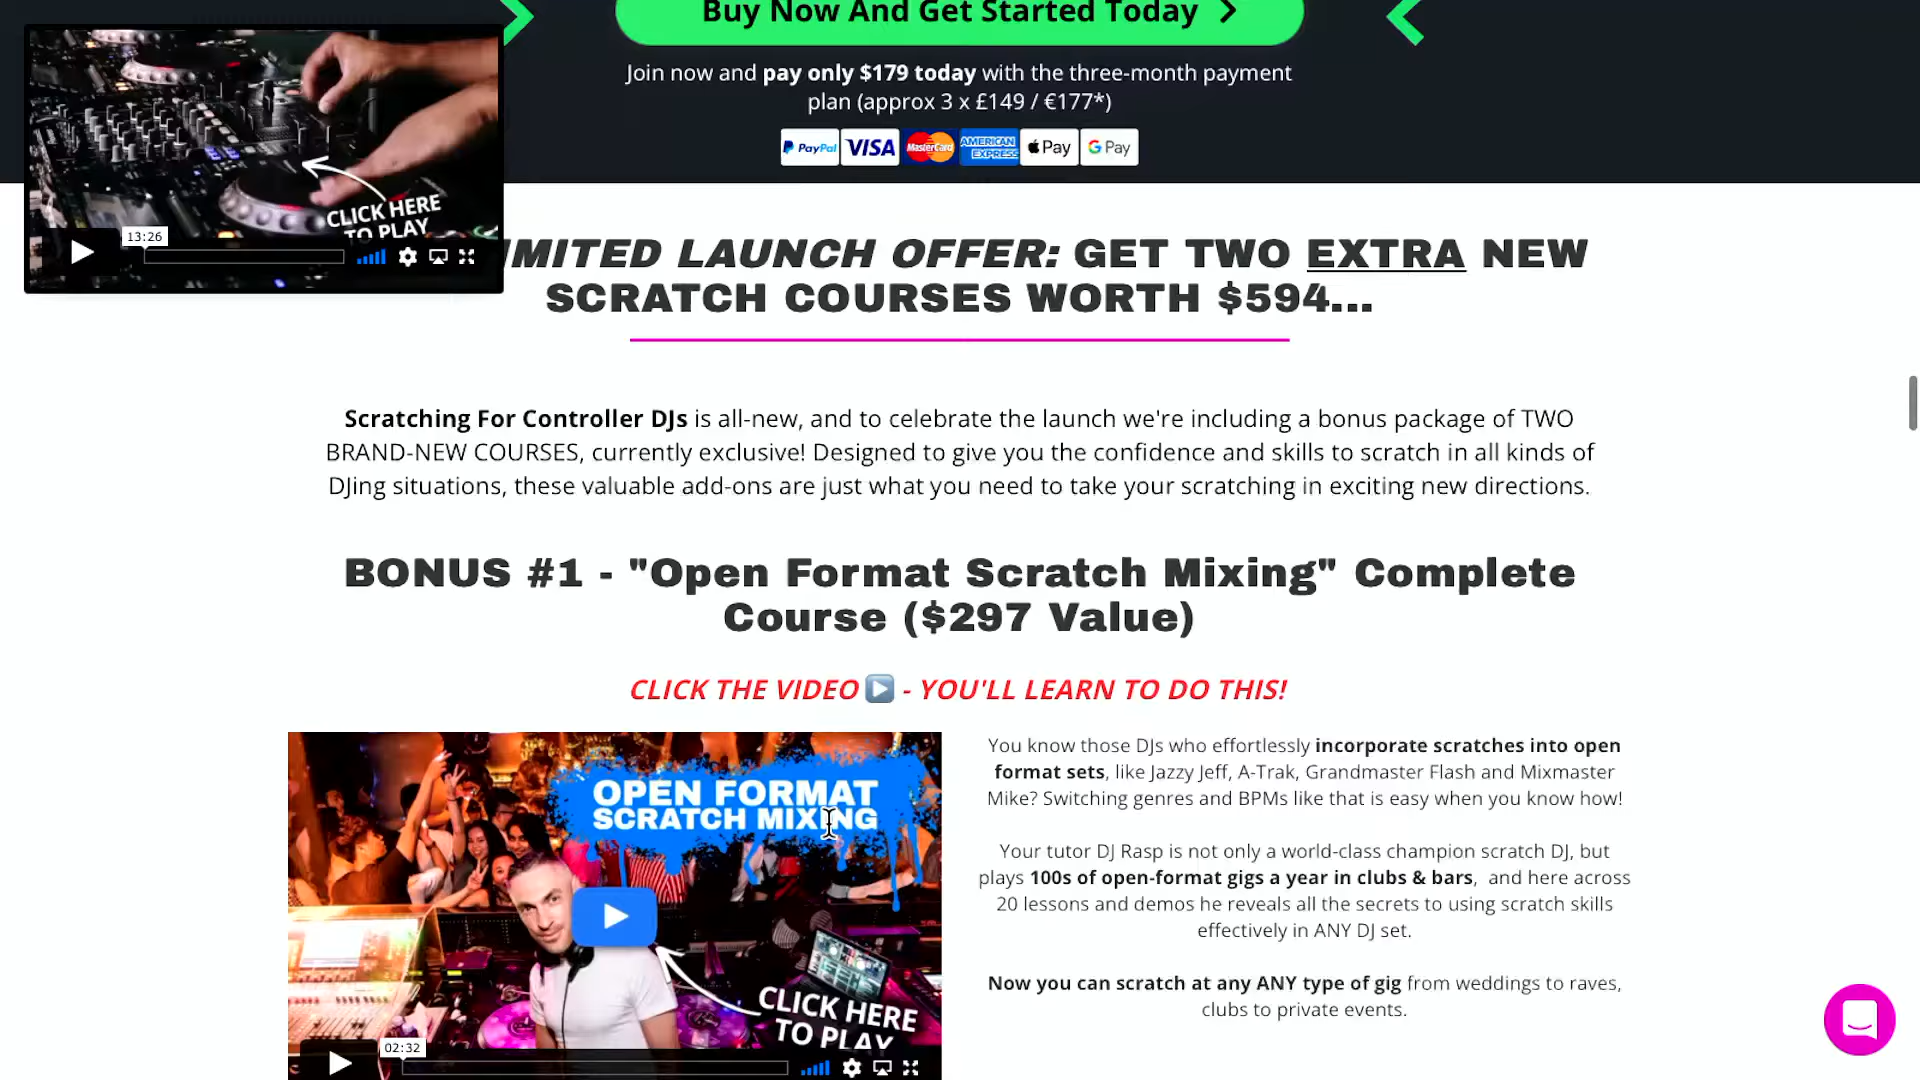 Buy Now And Get Started Today
Join now and pay only $179 today with the three-month payment
plan (approx 3 x £149 / €177*)
PayPal VISA MasterCard AMERICAN EXPRESS Pay G Pay
CLICK HERE
TO PLAY
13:26
IMITED LAUNCH OFFER: GET TWO EXTRA NEW
SCRATCH COURSES WORTH $594...
Scratching For Controller DJs is all-new, and to celebrate the launch we're including a bonus package of TWO
BRAND-NEW COURSES, currently exclusive! Designed to give you the confidence and skills to scratch in all kinds of
DJing situations, these valuable add-ons are just what you need to take your scratching in exciting new directions.
BONUS #1 - "Open Format Scratch Mixing" Complete
Course ($297 Value)
CLICK THE VIDEO ▶️ - YOU'LL LEARN TO DO THIS!
OPEN FORMAT
SCRATCH MIXING
CLICK HERE
TO PLAY
02:32
You know those DJs who effortlessly incorporate scratches into open
format sets, like Jazzy Jeff, A-Trak, Grandmaster Flash and Mixmaster
Mike? Switching genres and BPMs like that is easy when you know how!
Your tutor DJ Rasp is not only a world-class champion scratch DJ, but
plays 100s of open-format gigs a year in clubs & bars, and here across
20 lessons and demos he reveals all the secrets to using scratch skills
effectively in ANY DJ set.
Now you can scratch at any ANY type of gig from weddings to raves,
clubs to private events.